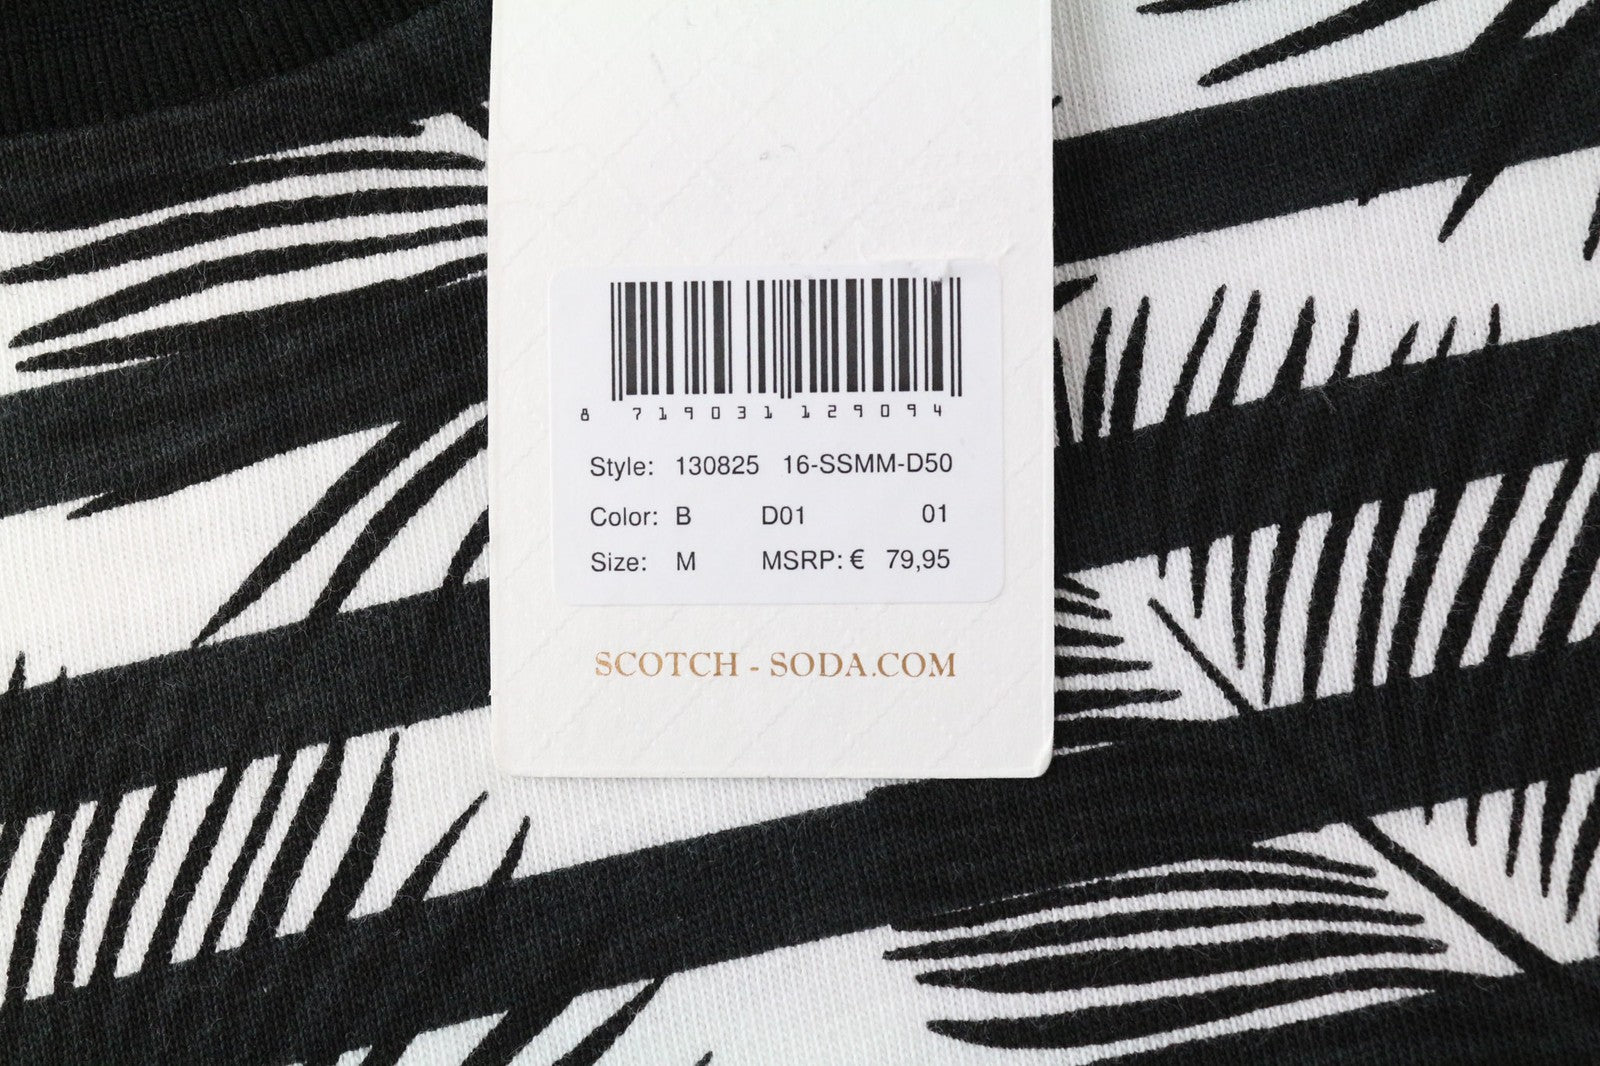 8 719031 129094
Style: 130825 16-SSMM-D50
Color: B D01 01
Size: M MSRP: € 79,95
SCOTCH - SODA.COM